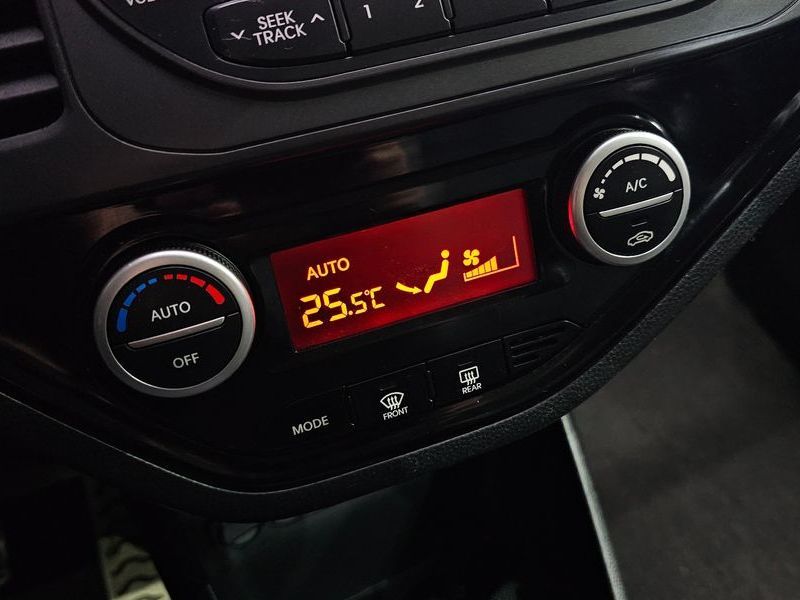 SEEK
TRACK
1
2
A/C
AUTO
25.5°C
AUTO
OFF
MODE
FRONT
REAR